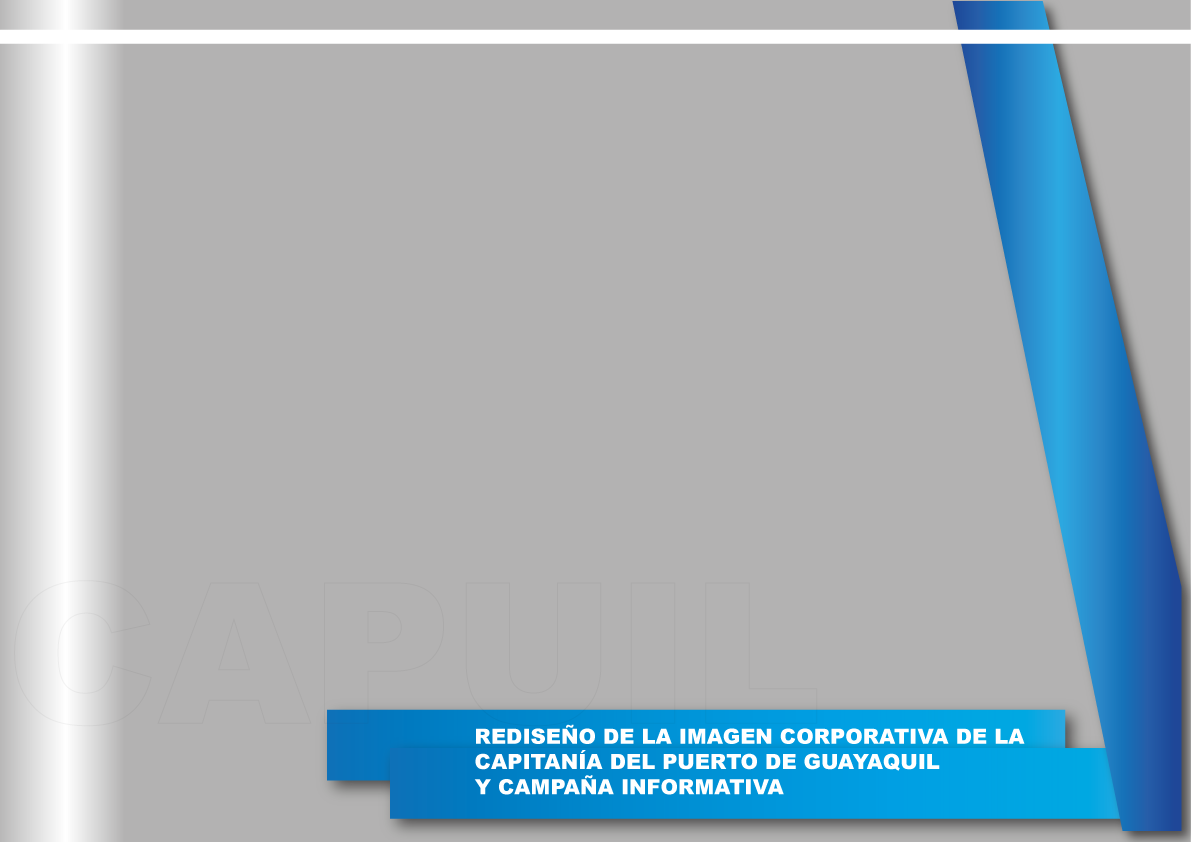 CAPUIL
REDISEÑO DE LA IMAGEN CORPORATIVA DE LA
CAPITANÍA DEL PUERTO DE GUAYAQUIL
Y CAMPAÑA INFORMATIVA